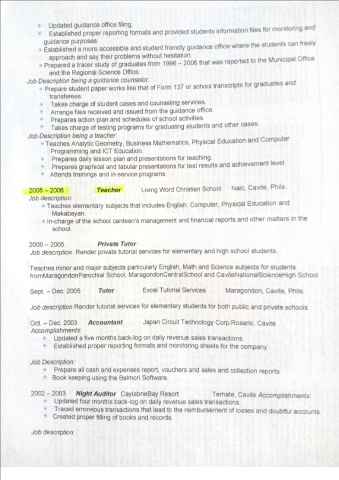 Updated guidance office filing.
Established proper reporting formats and provided students information files for monitoring and
guidance purposes.
Established a more accessible and student friendly guidance office where the students can freely
approach and say their problems without hesitation.
Prepared a tracer study of graduates from 1996 – 2006 that was reported to the Municipal Office
and the Regional Science Office.
Job Description being a guidance counselor:
Prepare student paper works like that of Form 137 or school transcripts for graduates and
transferees.
Takes charge of student cases and counseling services.
Arrange files received and issued from the guidance office.
Prepares action plan and schedules of school activities.
Takes charge of testing programs for graduating students and other cases.
Job Description being a teacher:
Teaches Analytic Geometry, Business Mathematics, Physical Education and Computer
Programming and ICT Education.
Prepares daily lesson plan and presentations for teaching.
Prepares graphical and tabular presentations for test results and achievement level.
Attends trainings and in-service programs.
2005 – 2006 Teacher Living Word Christian School Naic, Cavite, Phils.
Job description:
Teaches elementary subjects that includes English, Computer, Physical Education and
Makabayan.
In-charge of the school canteen's management and financial reports and other matters in the
school.
2000 – 2005 Private Tutor
Job description: Render private tutorial services for elementary and high school students.
Teaches minor and major subjects particularly English, Math and Science subjects for students
fromMaragondonParochial School, MaragondonCentralSchool and CaviteNationalScienceHigh School
Sept. – Dec. 2005 Tutor Excel Tutorial Services Maragondon, Cavite, Phils.
Job description:Render tutorial services for elementary students for both public and private schools
Oct. – Dec. 2003 Accountant Japan Circuit Technology Corp.Rosario, Cavite
Accomplishments:
Updated a five months back-log on daily revenue sales transactions
Established proper reporting formats and monitoring sheets for the company
Job Description:
Prepare all cash and expenses report, vouchers and sales and collection reports
Book keeping using the Balmori Software.
2002 – 2003 Night Auditor CaylabneBay Resort Ternate, Cavite Accomplishments:
Updated four months back-log on daily revenue sales transactions.
Traced erroneous transactions that lead to the reimbursement of losses and doubtful accounts.
Created proper filing of books and records.
Job description: